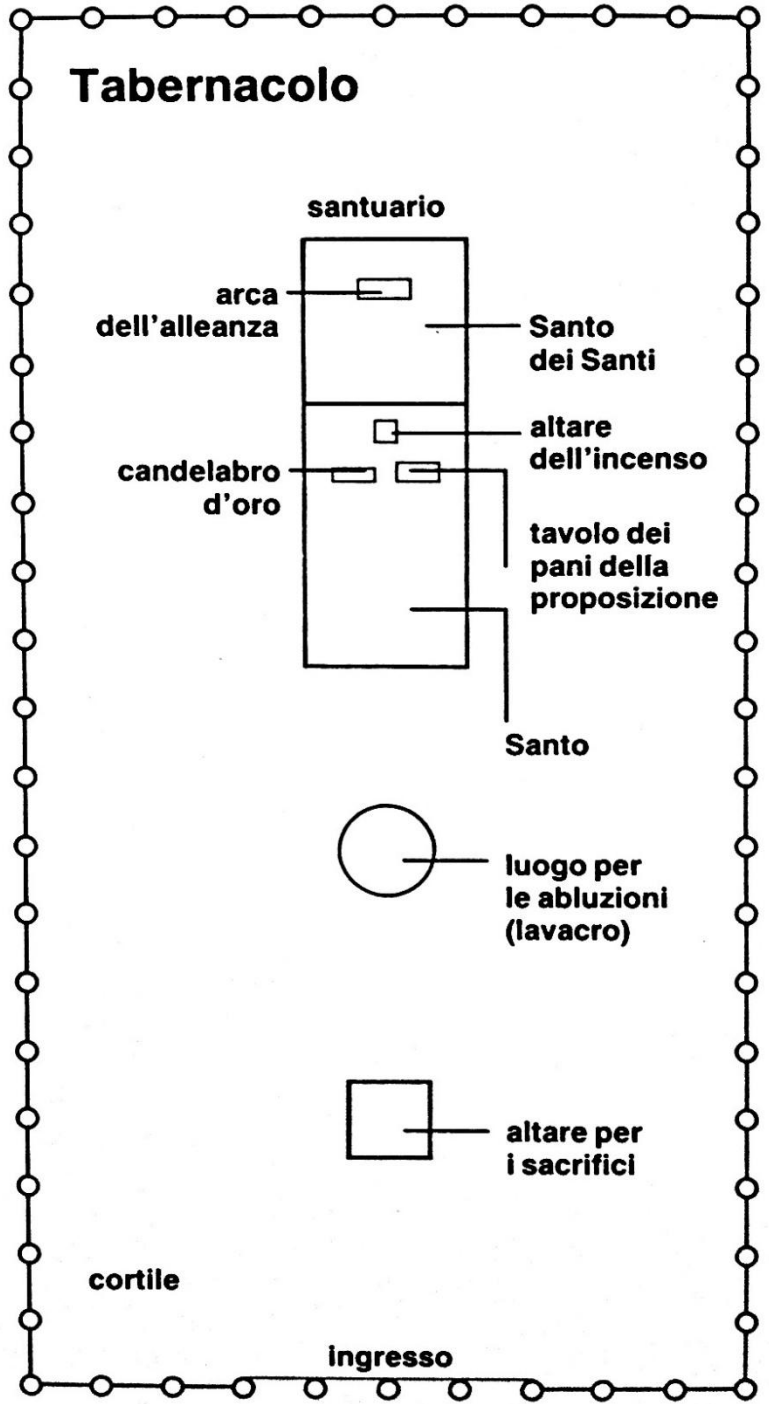 Tabernacolo
santuario
arca
dell'alleanza
Santo
dei Santi
altare
dell'incenso
candelabro
d'oro
tavolo dei
pani della
proposizione
Santo
luogo per
le abluzioni
(lavacro)
altare per
i sacrifici
cortile
ingresso